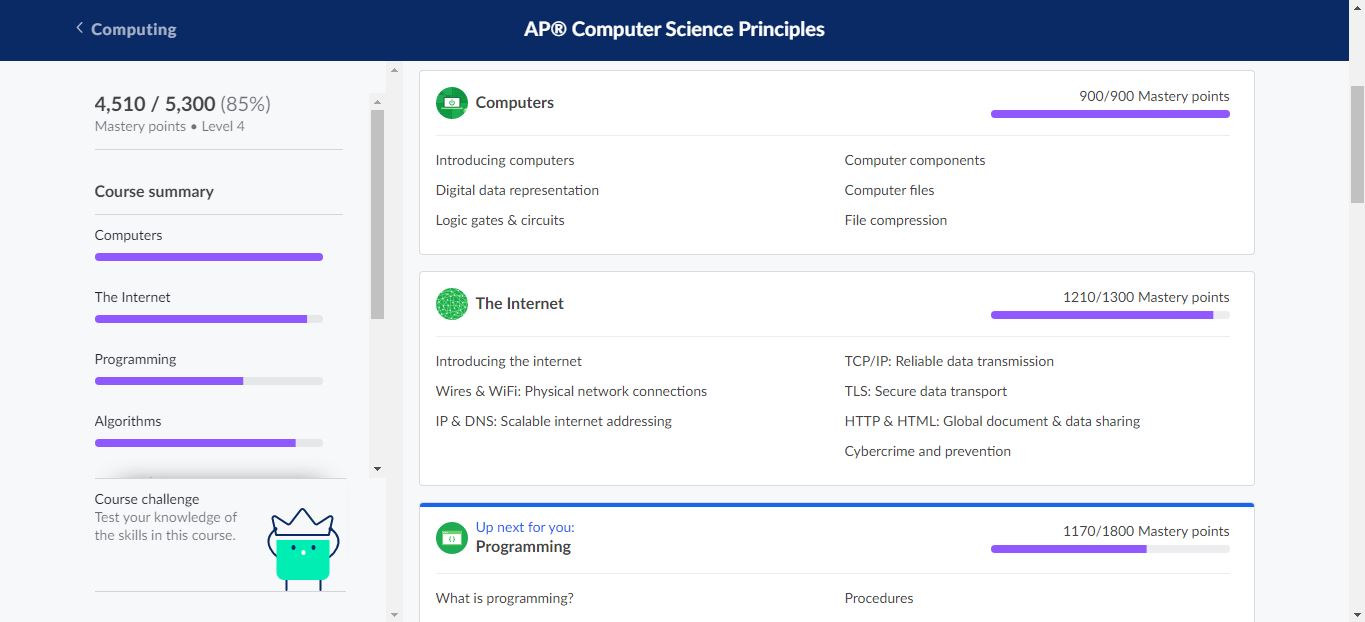 Computing
AP® Computer Science Principles
4,510 / 5,300 (85%)
Mastery points • Level 4
Course summary
Computers
The Internet
Programming
Algorithms
Course challenge
Test your knowledge of
the skills in this course.
Computers
900/900 Mastery points
Introducing computers
Computer components
Digital data representation
Computer files
Logic gates & circuits
File compression
The Internet
1210/1300 Mastery points
Introducing the internet
TCP/IP: Reliable data transmission
Wires & WiFi: Physical network connections
TLS: Secure data transport
IP & DNS: Scalable internet addressing
HTTP & HTML: Global document & data sharing
Cybercrime and prevention
Up next for you:
Programming
1170/1800 Mastery points
What is programming?
Procedures